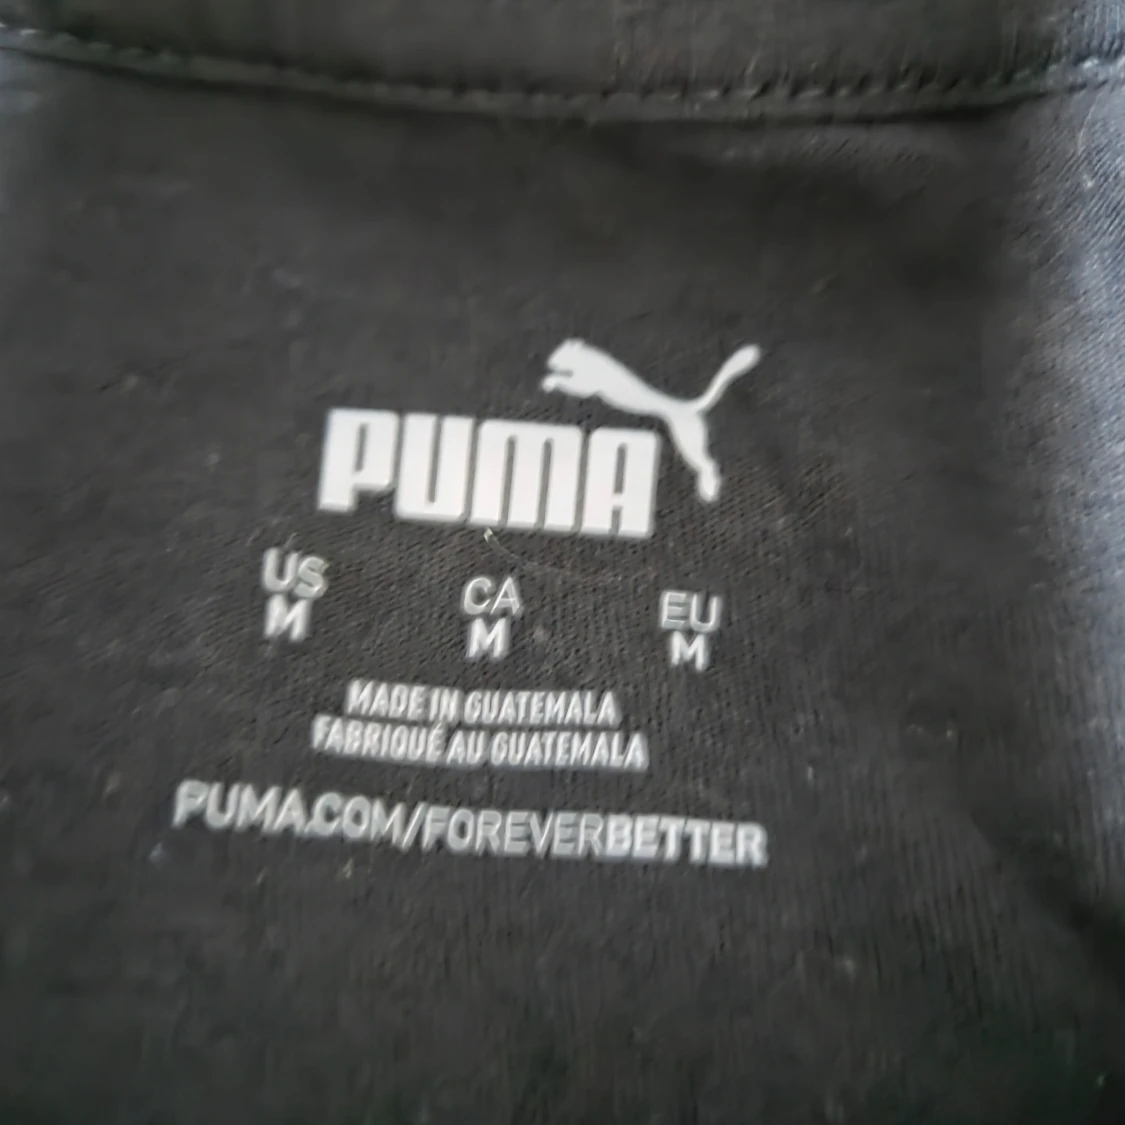 PUMA
US CA EU
M M M
MADE IN GUATEMALA
FABRIQUÉ AU GUATEMALA
PUMA.COM/FOREVERBETTER